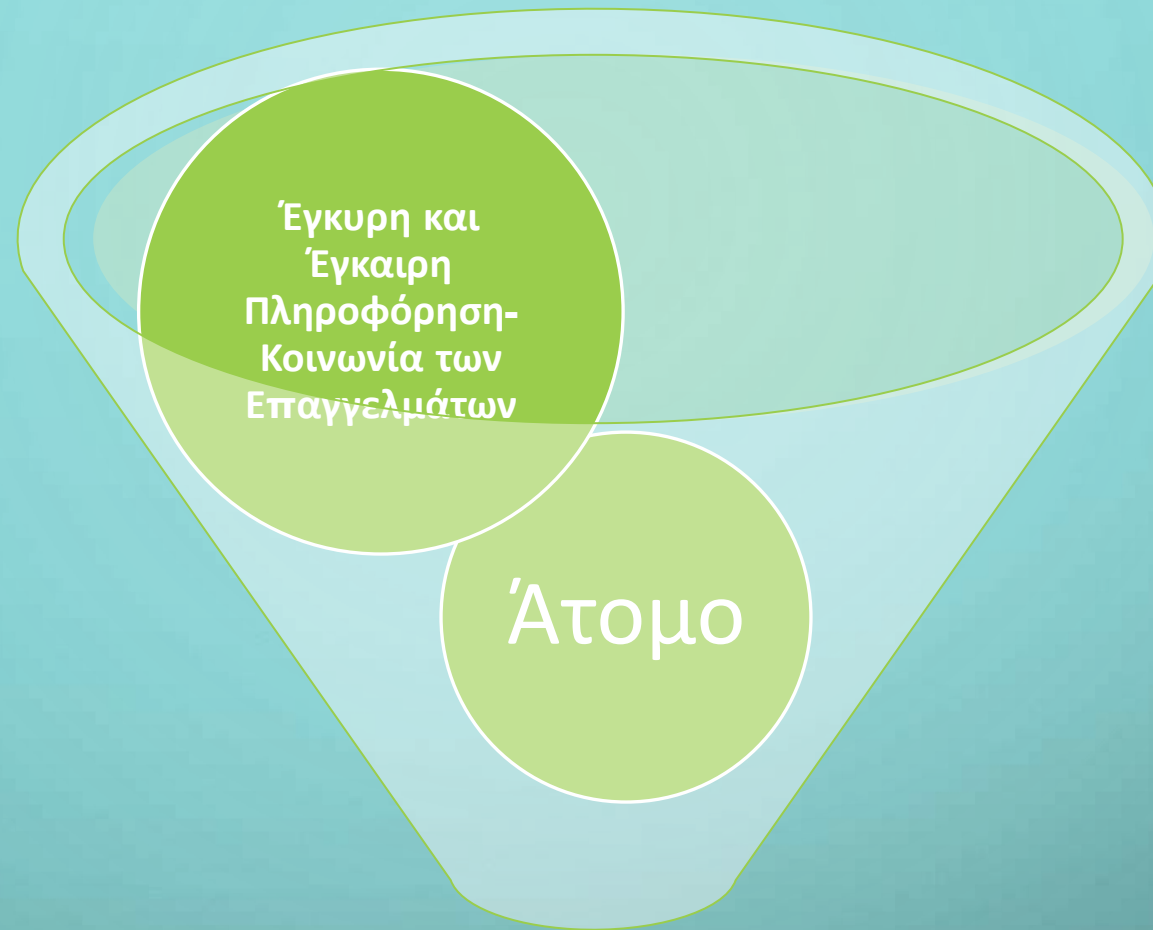 Έγκυρη και
Έγκαιρη
Πληροφόρηση-
Κοινωνία των
Επαγγελμάτων
Άτομο